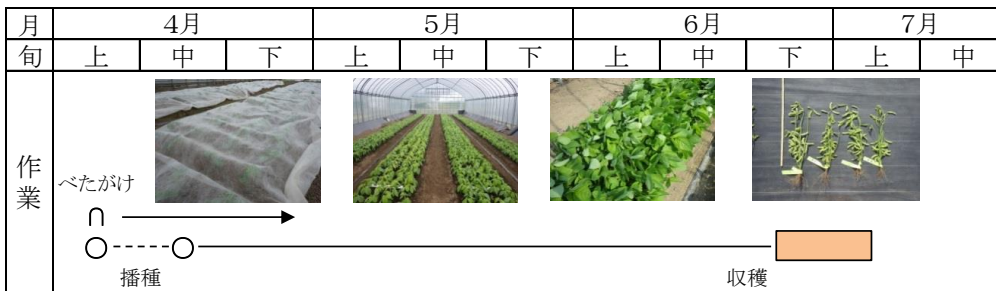 月 4月 5月 6月 7月
旬 上 中 下 上 中 下 上 中 下 上 中
作業
べたがけ
播種 収穫